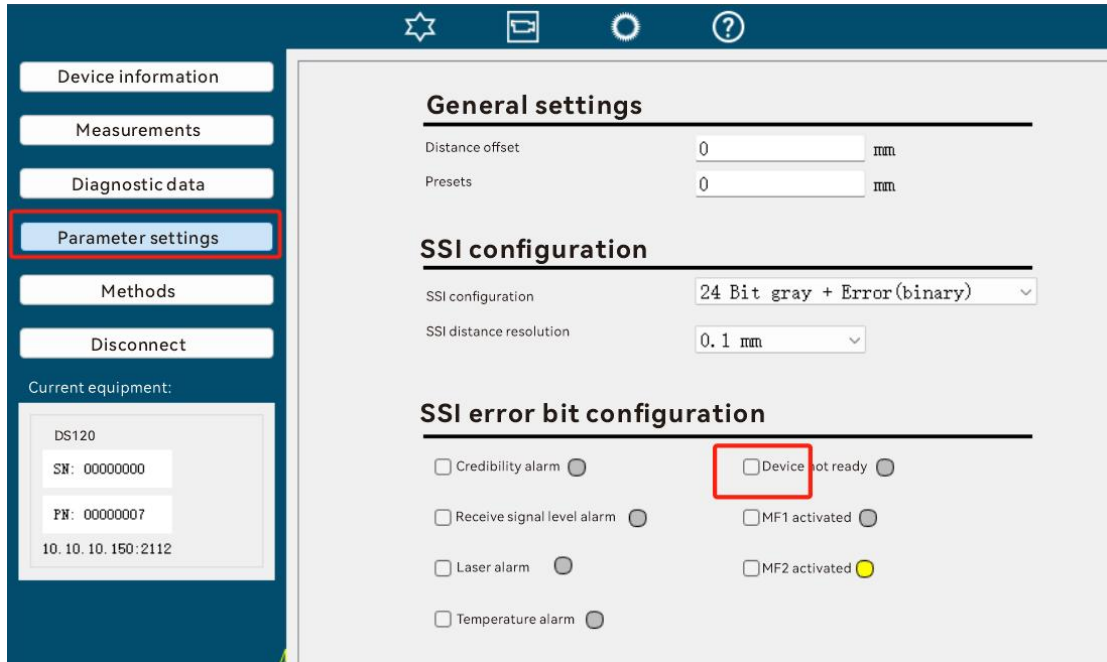 ?
Device information
Measurements
Diagnostic data
Parameter settings
Methods
Disconnect
Current equipment:
DS120
SN: 00000000
PN: 00000007
10.10.10.150:2112
General settings
Distance offset 0 mm
Presets 0 mm
SSI configuration
SSI configuration 24 Bit gray + Error(binary)
SSI distance resolution 0.1 mm
SSI error bit configuration
Credibility alarm Device not ready
Receive signal level alarm MF1 activated
Laser alarm MF2 activated
Temperature alarm